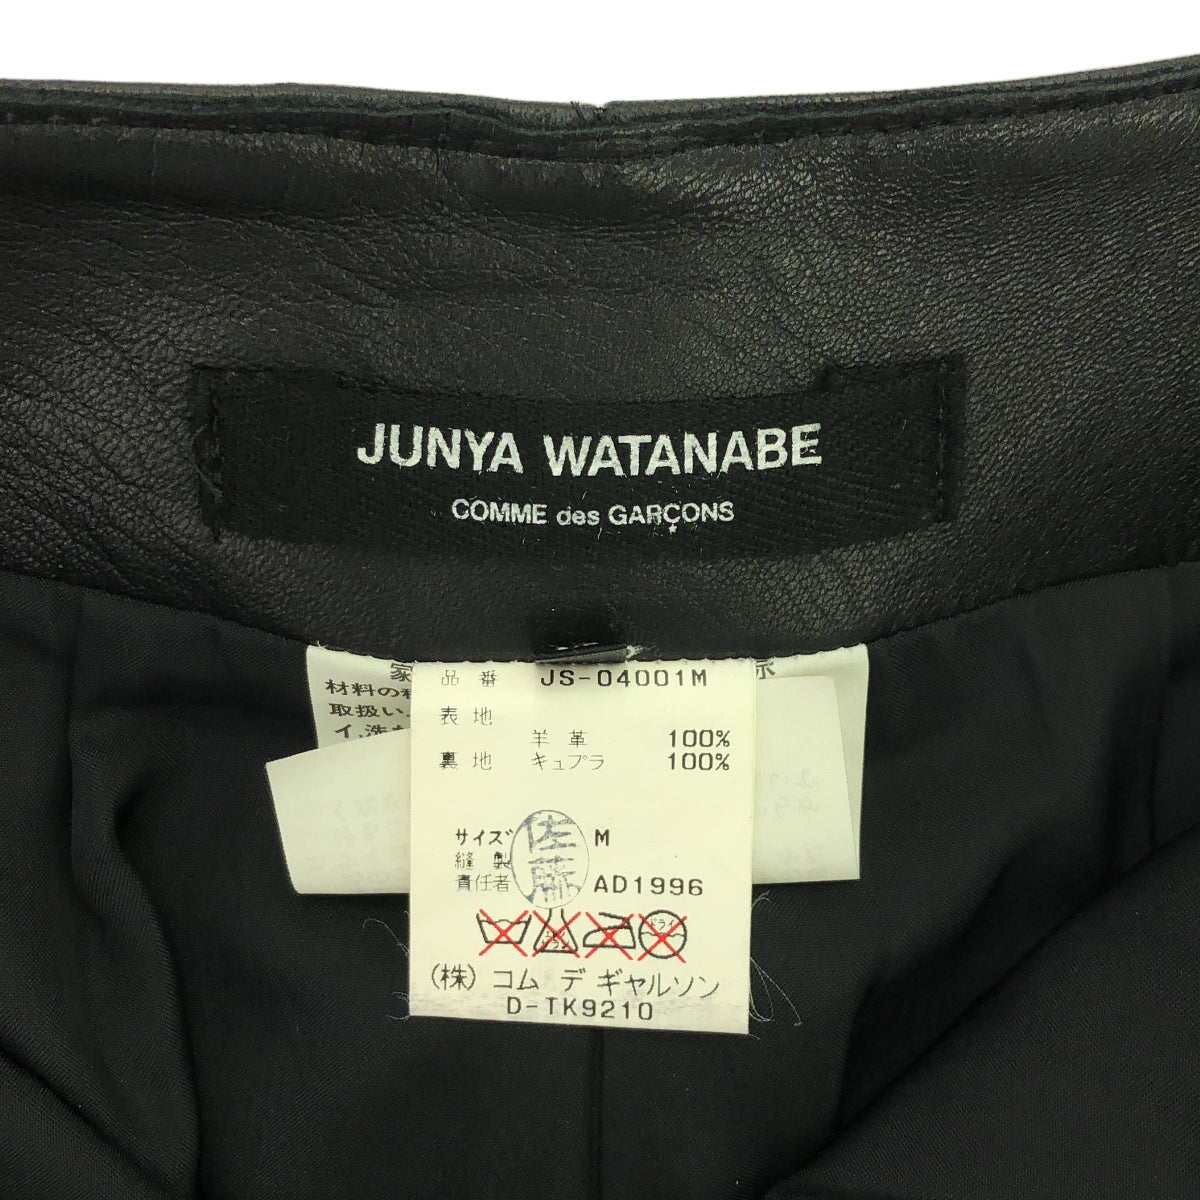 JUNYA WATANABE
COMME des GARÇONS
品番 JS-04001M
表地
羊革 100%
裏地 キュプラ 100%
サイズ M
縫製
責任者 佐藤 AD1996
(株) コム デ ギャルソン
D-TK9210
材料の
取扱い
イ.洗
示